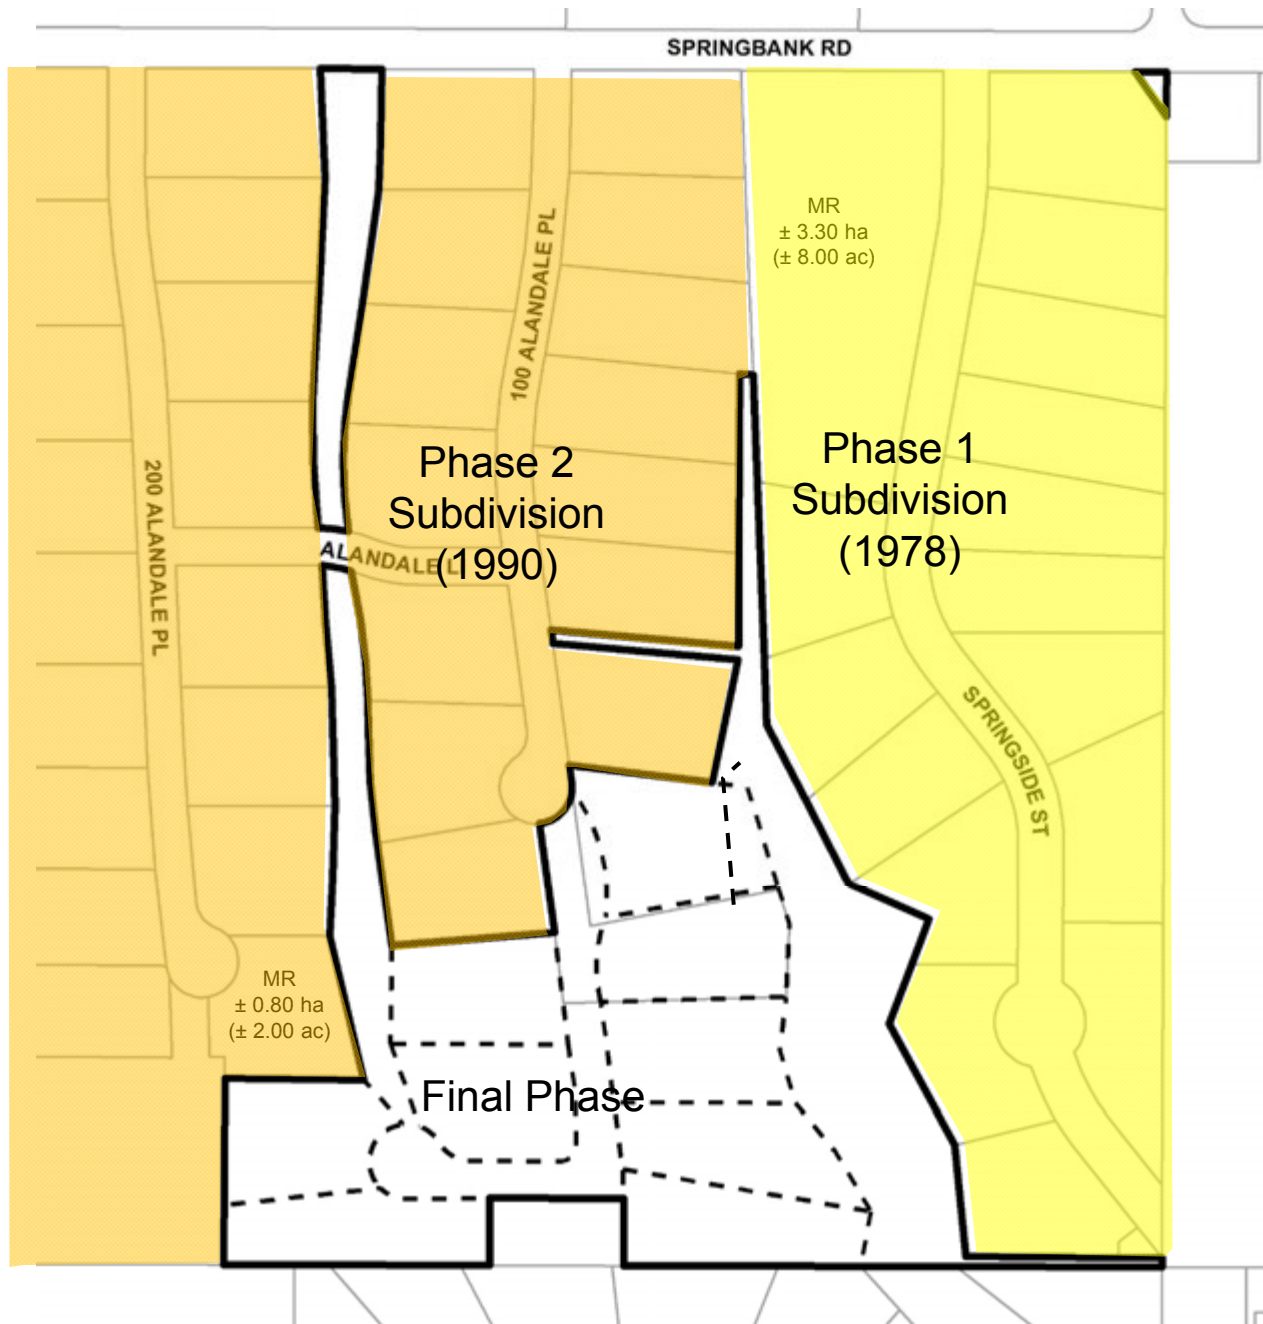 SPRINGBANK RD
MR
± 3.30 ha
(± 8.00 ac)
100 ALANDALE PL
Phase 2
Subdivision
(1990)
Phase 1
Subdivision
(1978)
200 ALANDALE PL
ALANDALE L
SPRINGSIDE ST
MR
± 0.80 ha
(± 2.00 ac)
Final Phase